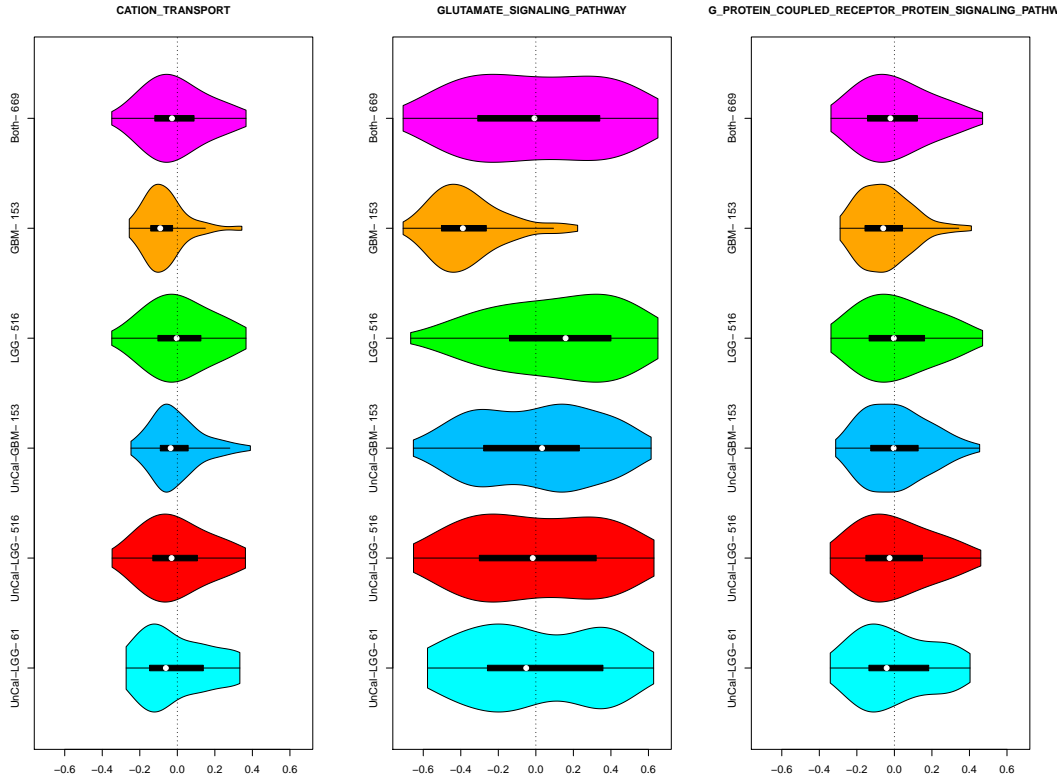 CATION_TRANSPORT
Both− 669
GBM− 153
LGG− 516
UnCal−GBM− 153
UnCal−LGG− 516
UnCal−LGG− 61
−0.6 −0.4 −0.2 0.0 0.2 0.4 0.6
GLUTAMATE_SIGNALING_PATHWAY
Both− 669
GBM− 153
LGG− 516
UnCal−GBM− 153
UnCal−LGG− 516
UnCal−LGG− 61
−0.6 −0.4 −0.2 0.0 0.2 0.4 0.6
G_PROTEIN_COUPLED_RECEPTOR_PROTEIN_SIGNALING_PATHW
Both− 669
GBM− 153
LGG− 516
UnCal−GBM− 153
UnCal−LGG− 516
UnCal−LGG− 61
−0.6 −0.4 −0.2 0.0 0.2 0.4 0.6